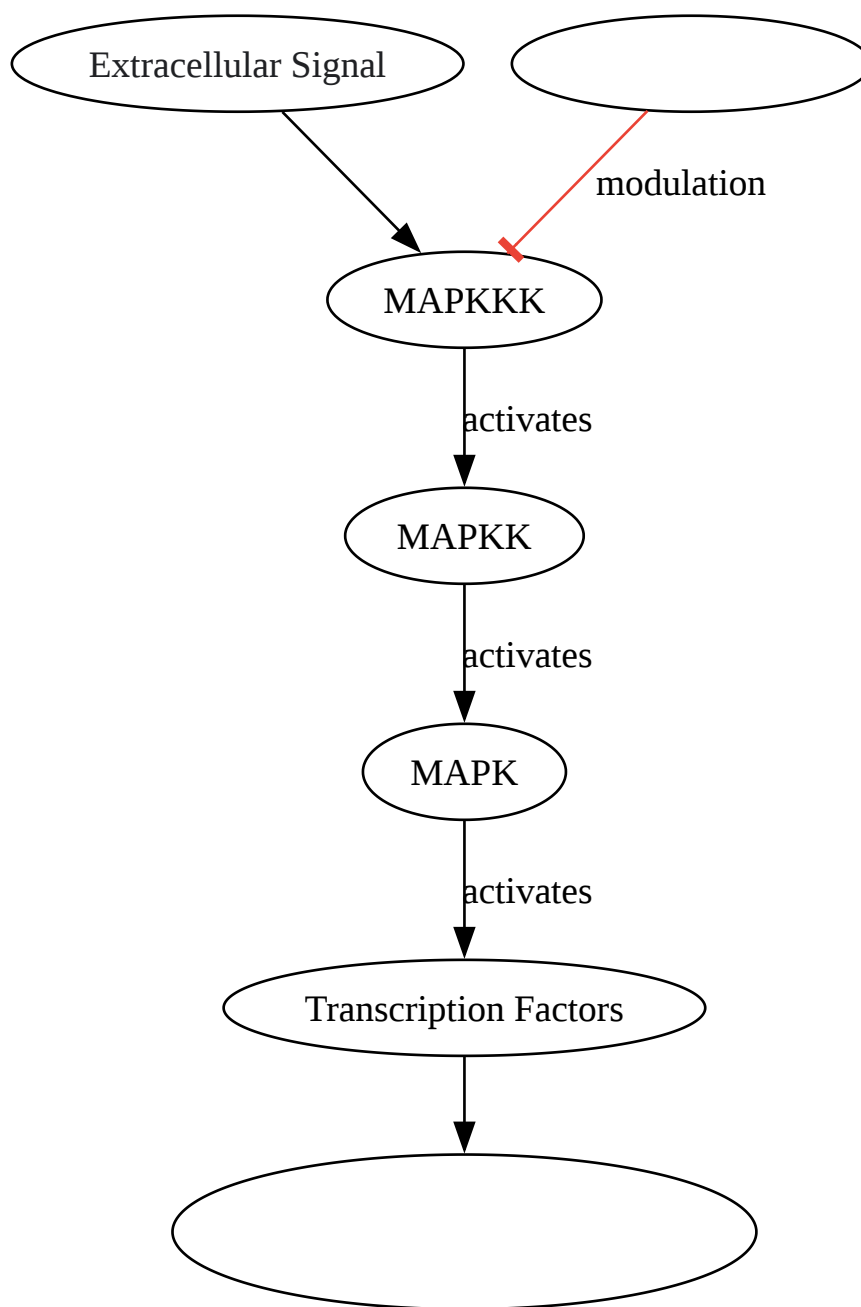 Extracellular Signal
modulation
MAPKKK
activates
MAPKK
activates
MAPK
activates
Transcription Factors